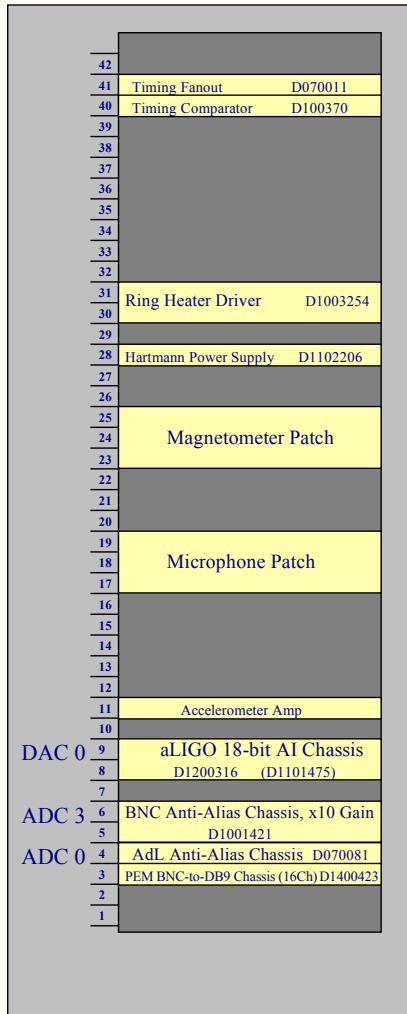 42
41 Timing Fanout D070011
40 Timing Comparator D100370
39
38
37
36
35
34
33
32
31
Ring Heater Driver D1003254
30
29
28 Hartmann Power Supply D1102206
27
26
25
24 Magnetometer Patch
23
22
21
20
19
18 Microphone Patch
17
16
15
14
13
12
11 Accelerometer Amp
10
DAC 0 9 aLIGO 18-bit AI Chassis
8 D1200316 (D1101475)
7
ADC 3 6 BNC Anti-Alias Chassis, x10 Gain
5 D1001421
ADC 0 4 AdL Anti-Alias Chassis D070081
3 PEM BNC-to-DB9 Chassis (16Ch) D1400423
2
1